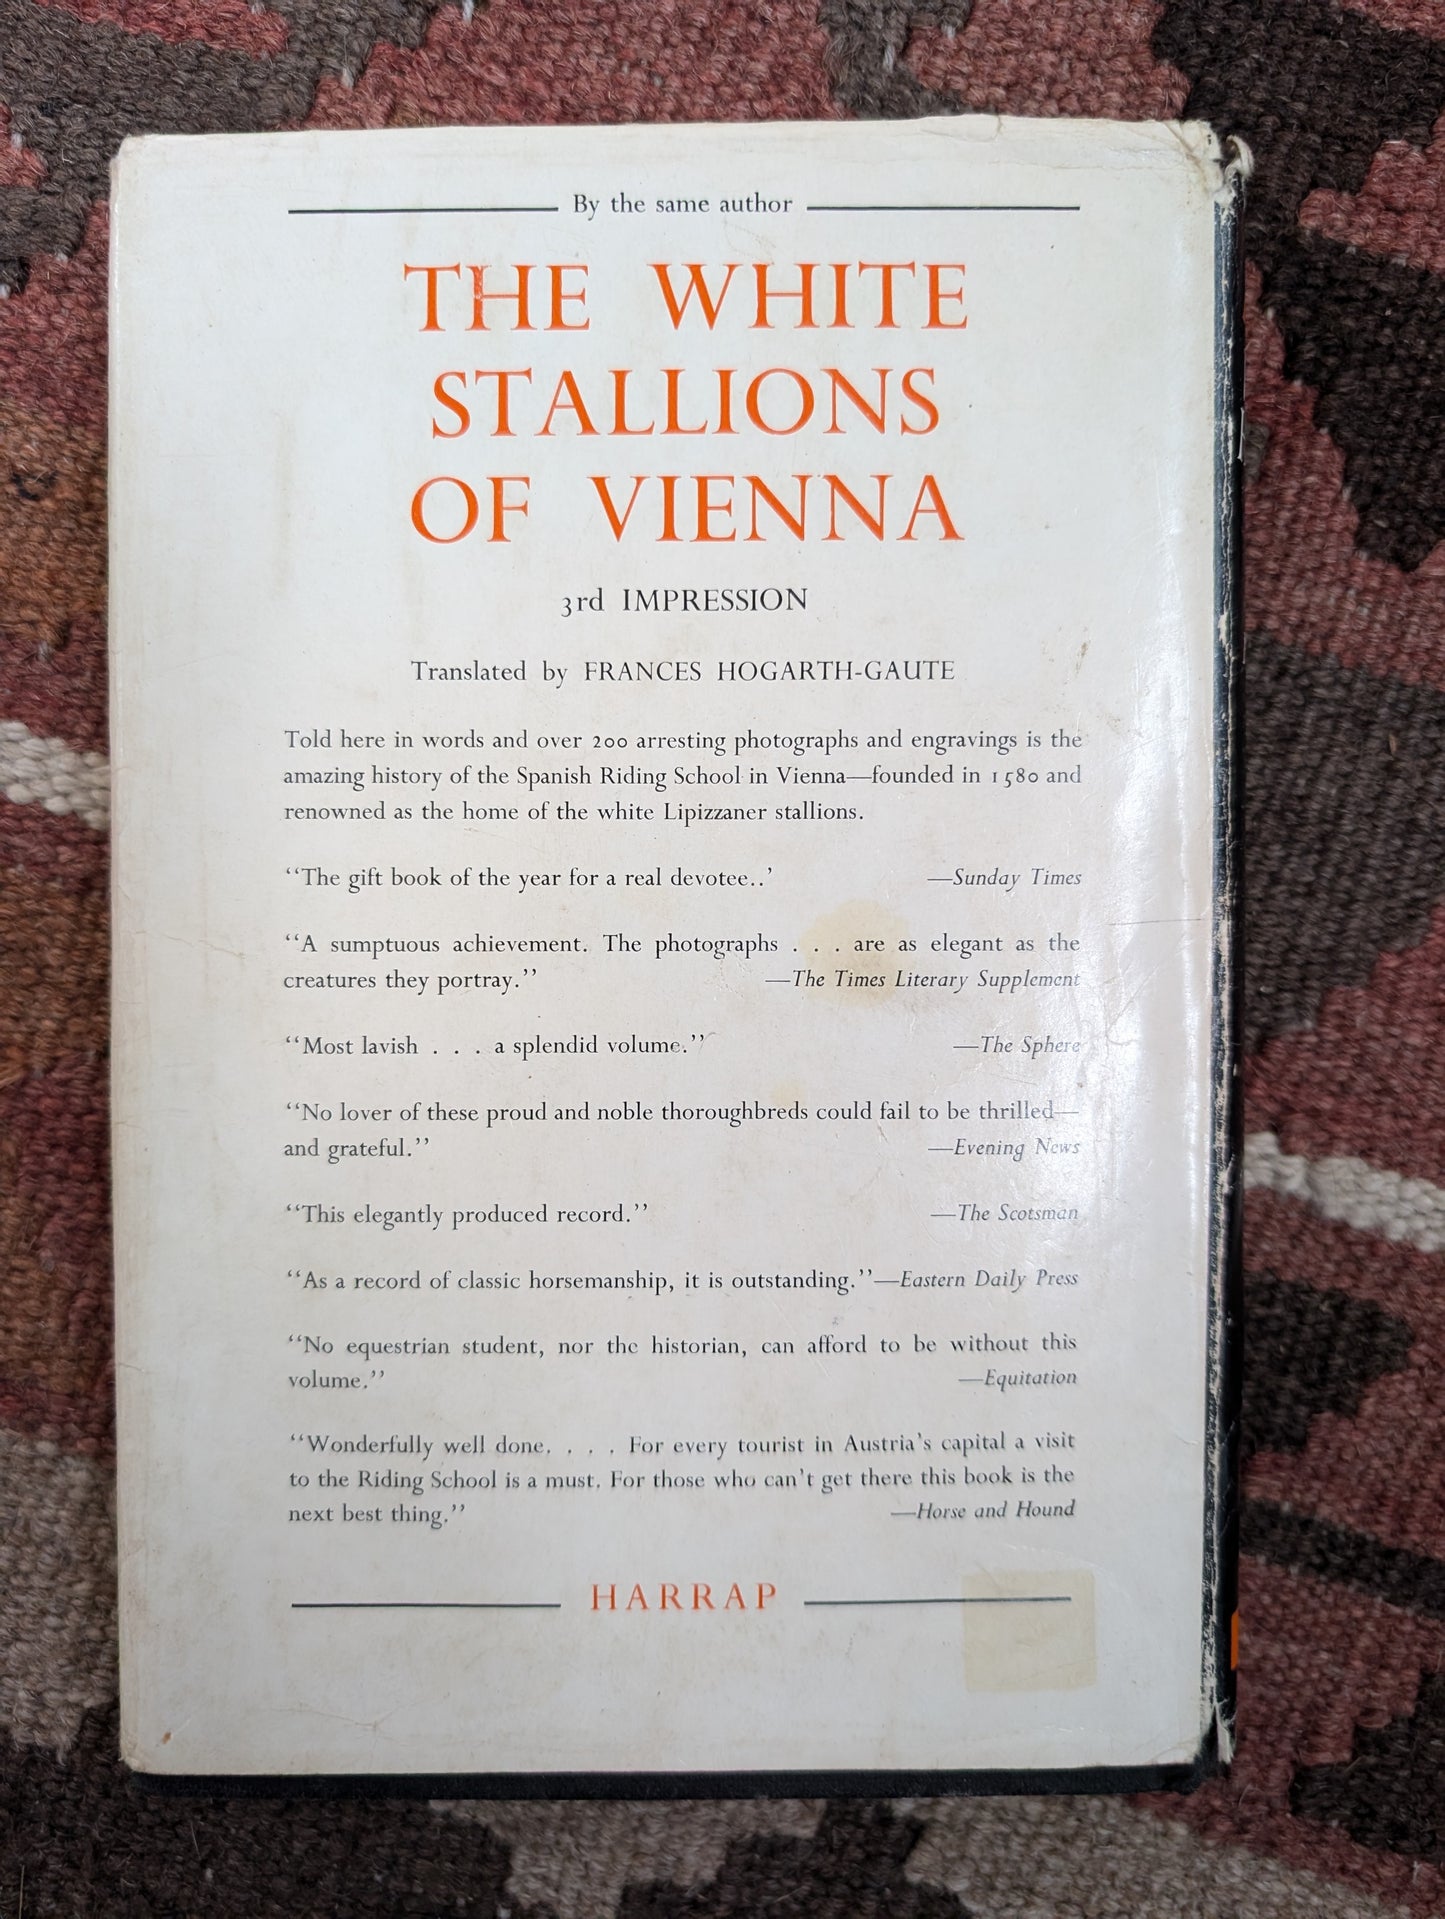 By the same author
THE WHITE
STALLIONS
OF VIENNA
3rd IMPRESSION
Translated by FRANCES HOGARTH-GAUTE
Told here in words and over 200 arresting photographs and engravings is the
amazing history of the Spanish Riding School in Vienna—founded in 1580 and
renowned as the home of the white Lipizzaner stallions.
‘‘The gift book of the year for a real devotee..’ —Sunday Times
‘‘A sumptuous achievement. The photographs . . . are as elegant as the
creatures they portray.’’ —The Times Literary Supplement
‘‘Most lavish . . . a splendid volume.’’ —The Sphere
‘‘No lover of these proud and noble thoroughbreds could fail to be thrilled—
and grateful.’’ —Evening News
‘‘This elegantly produced record.’’ —The Scotsman
‘‘As a record of classic horsemanship, it is outstanding.’’—Eastern Daily Press
‘‘No equestrian student, nor the historian, can afford to be without this
volume.’’ —Equitation
‘‘Wonderfully well done. . . . For every tourist in Austria’s capital a visit
to the Riding School is a must. For those who can’t get there this book is the
next best thing.’’ —Horse and Hound
HARRAP